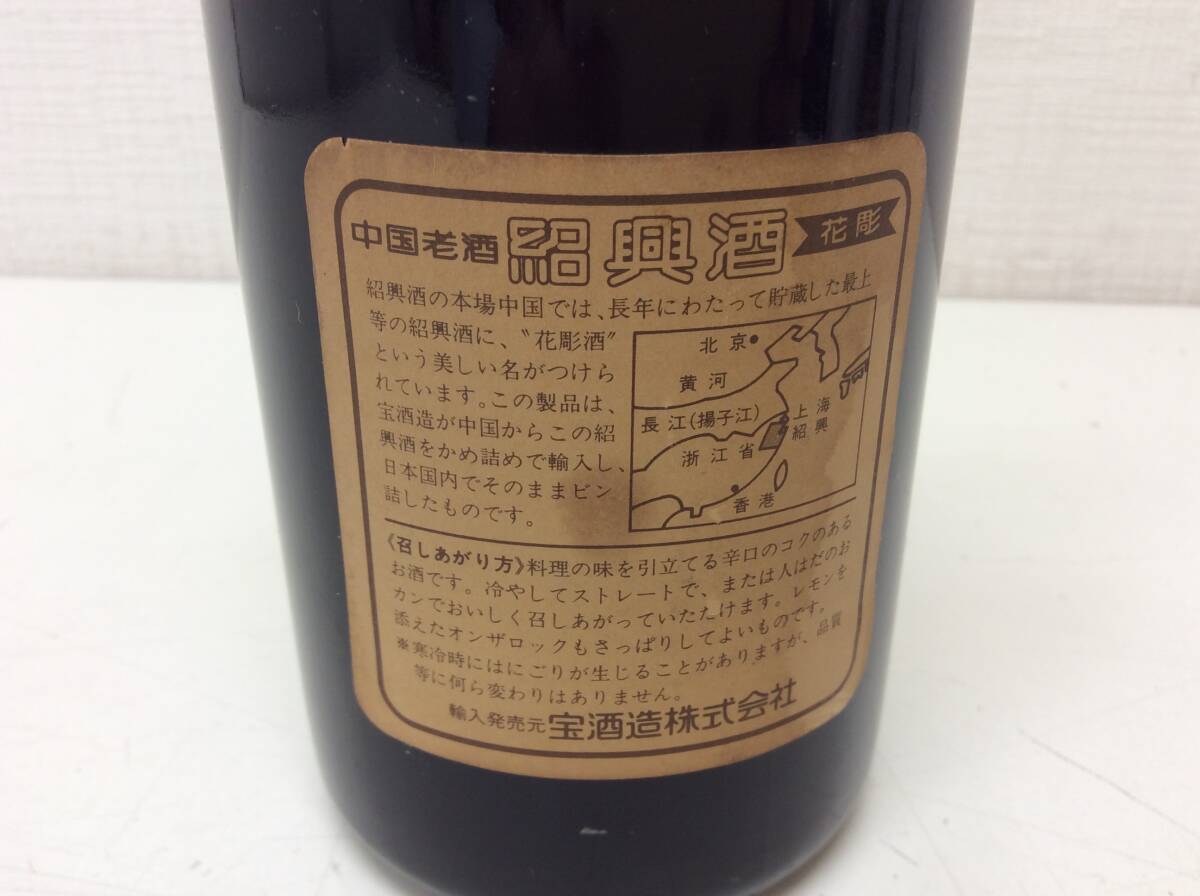 中国老酒 紹興酒 花彫
紹興酒の本場中国では、長年にわたって貯蔵した最上
等の紹興酒に、〝花彫酒〟
という美しい名がつけら
れています。この製品は、
宝酒造が中国からこの紹
興酒をかめ詰めで輸入し、
日本国内でそのままビン
詰したものです。
北京
黄河
長江(揚子江)
上海
紹興
浙江省
香港
《召しあがり方》料理の味を引立てる辛口のコクのある
お酒です。冷やしてストレートで、または人はだのお
カンでおいしく召しあがっていただけます。レモンを
添えたオンザロックもさっぱりしてよいものです。
※寒冷時にはにごりが生じることがありますが、品質
等に何ら変わりはありません。
輸入発売元 宝酒造株式会社